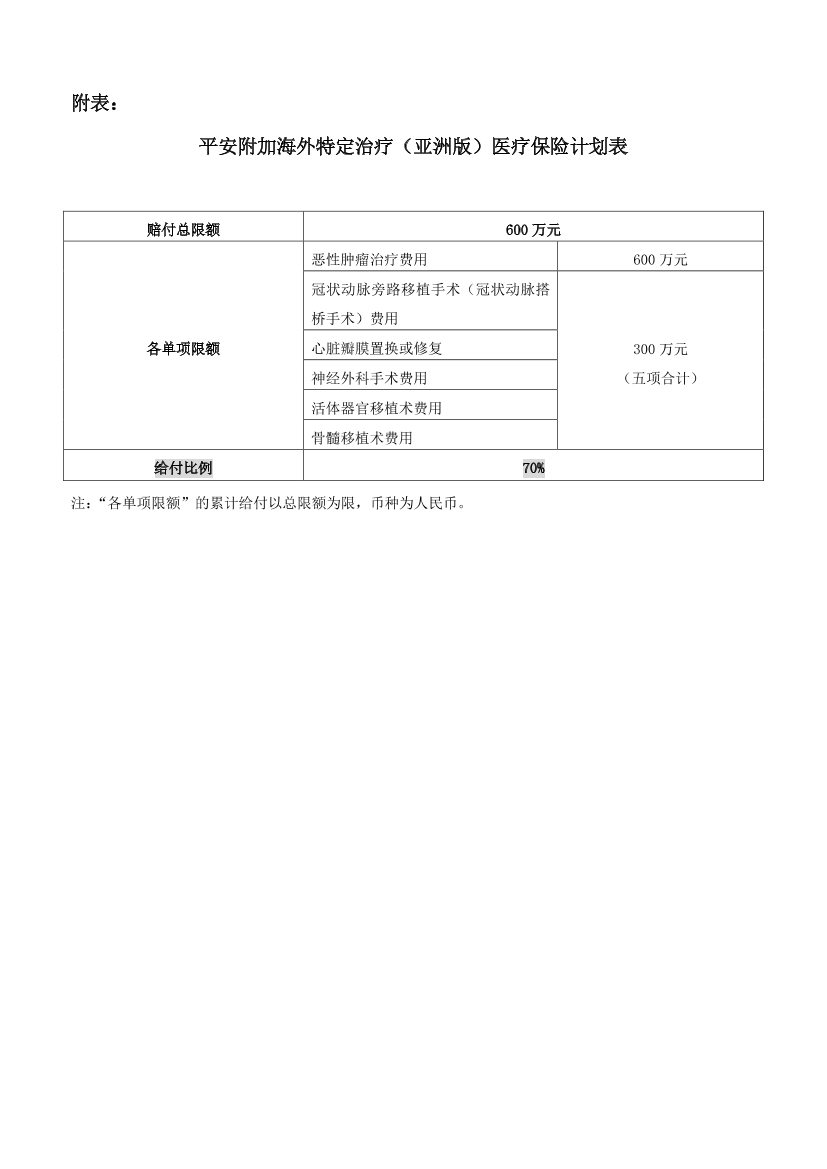 附表：
平安附加海外特定治疗（亚洲版）医疗保险计划表
赔付总限额
600 万元
各单项限额
恶性肿瘤治疗费用
600 万元
冠状动脉旁路移植手术（冠状动脉搭
桥手术）费用
心脏瓣膜置换或修复
神经外科手术费用
活体器官移植术费用
骨髓移植术费用
300 万元
（五项合计）
给付比例
70%
注：“各单项限额”的累计给付以总限额为限，币种为人民币。